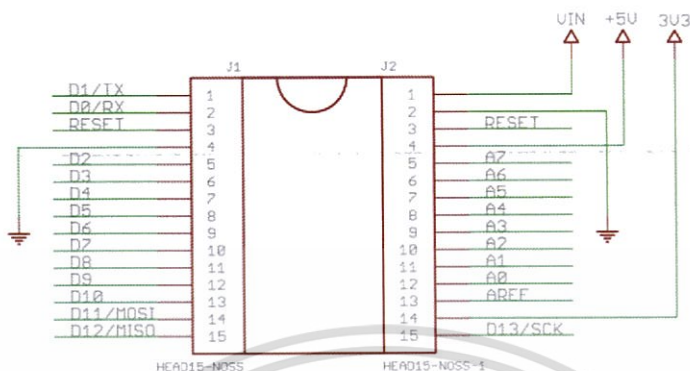 VIN +5V 3V3
J1 J2
D1/TX 1 1
D0/RX 2 2
RESET 3 3 RESET
4 4
D2 5 5 A7
D3 6 6 A6
D4 7 7 A5
D5 8 8 A4
D6 9 9 A3
D7 10 10 A2
D8 11 11 A1
D9 12 12 A0
D10 13 13 AREF
D11/MOSI 14 14
D12/MISO 15 15 D13/SCK
HEAD15-NOSS HEAD15-NOSS-1